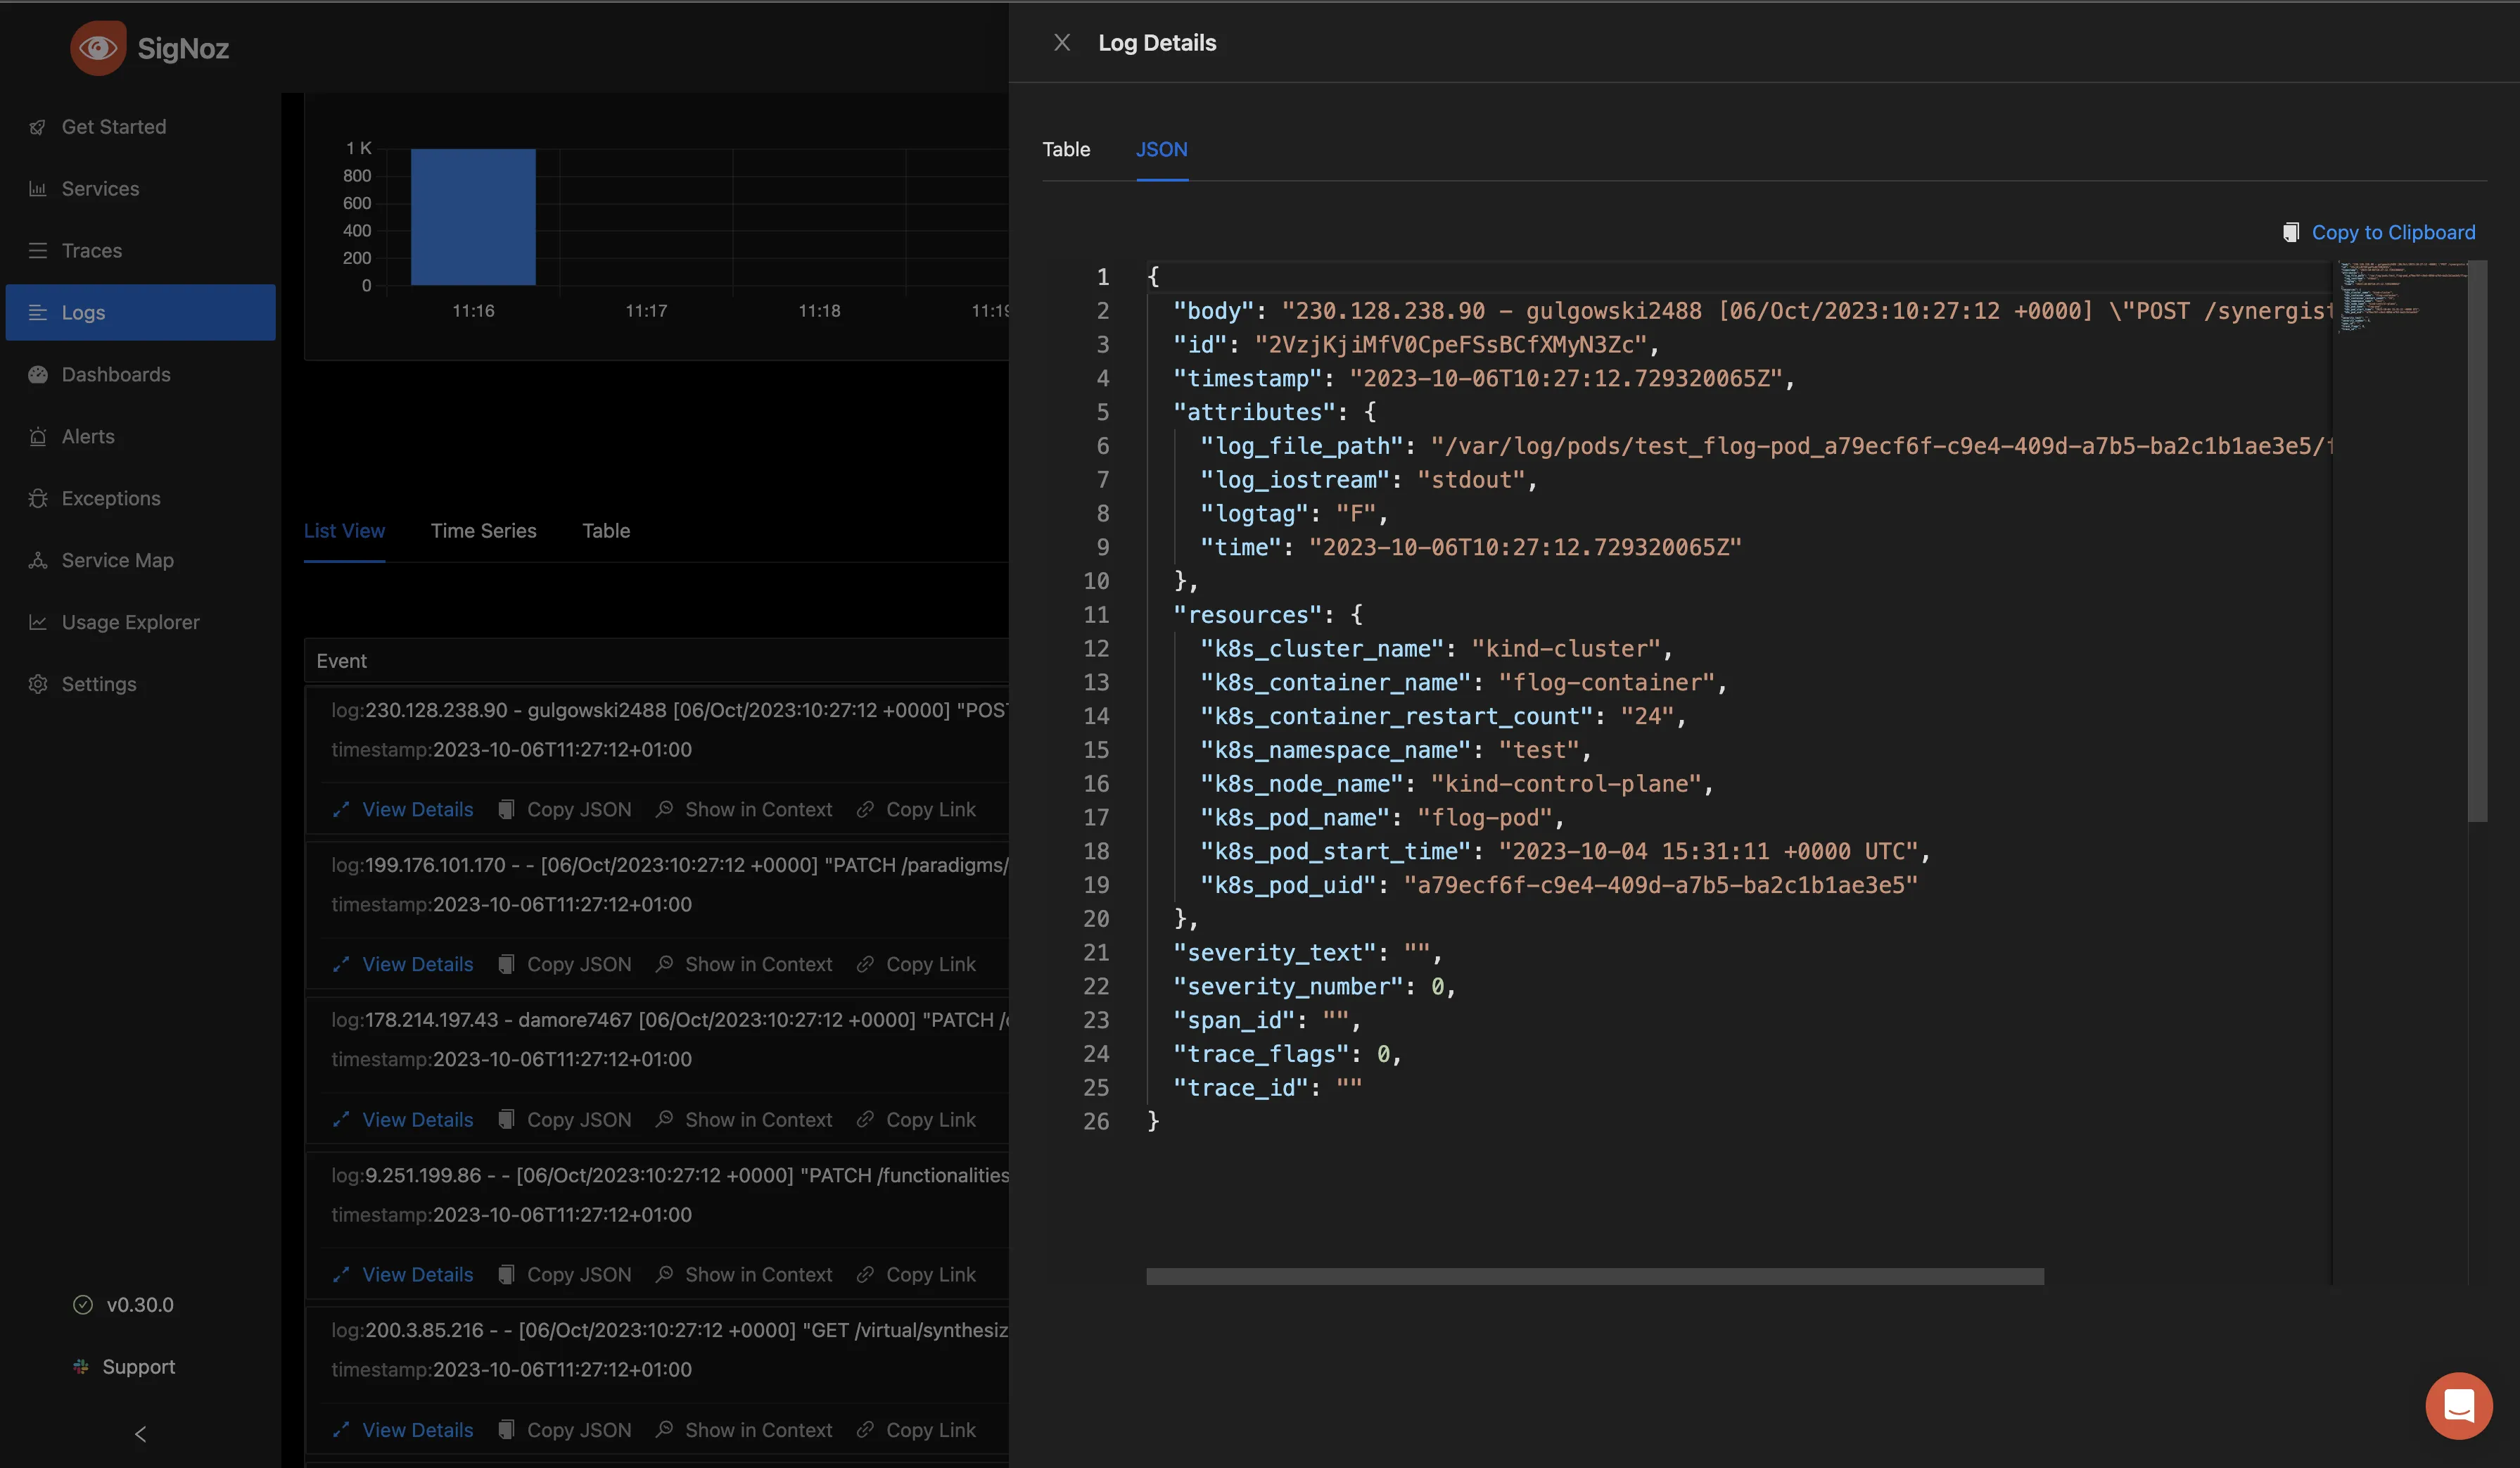 SigNoz
Get Started
Services
Traces
Logs
Dashboards
Alerts
Exceptions
Service Map
Usage Explorer
Settings
v0.30.0
Support
1 K
800
600
400
200
0
11:16
11:17
11:18
11:19
List View
Time Series
Table
Event
log:230.128.238.90 - gulgowski2488 [06/Oct/2023:10:27:12 +0000] "POST
timestamp:2023-10-06T11:27:12+01:00
View Details Copy JSON Show in Context Copy Link
log:199.176.101.170 - - [06/Oct/2023:10:27:12 +0000] "PATCH /paradigms/
timestamp:2023-10-06T11:27:12+01:00
View Details Copy JSON Show in Context Copy Link
log:178.214.197.43 - damore7467 [06/Oct/2023:10:27:12 +0000] "PATCH /
timestamp:2023-10-06T11:27:12+01:00
View Details Copy JSON Show in Context Copy Link
log:9.251.199.86 - - [06/Oct/2023:10:27:12 +0000] "PATCH /functionalities
timestamp:2023-10-06T11:27:12+01:00
View Details Copy JSON Show in Context Copy Link
log:200.3.85.216 - - [06/Oct/2023:10:27:12 +0000] "GET /virtual/synthesiz
timestamp:2023-10-06T11:27:12+01:00
View Details Copy JSON Show in Context Copy Link
Log Details
Table JSON
Copy to Clipboard
1 {
2 "body": "230.128.238.90 - gulgowski2488 [06/Oct/2023:10:27:12 +0000] \"POST /synergist
3 "id": "2VzjKjiMfV0CpeFSsBCfXMyN3Zc",
4 "timestamp": "2023-10-06T10:27:12.729320065Z",
5 "attributes": {
6 "log_file_path": "/var/log/pods/test_flog-pod_a79ecf6f-c9e4-409d-a7b5-ba2c1b1ae3e5/f
7 "log_iostream": "stdout",
8 "logtag": "F",
9 "time": "2023-10-06T10:27:12.729320065Z"
10 },
11 "resources": {
12 "k8s_cluster_name": "kind-cluster",
13 "k8s_container_name": "flog-container",
14 "k8s_container_restart_count": "24",
15 "k8s_namespace_name": "test",
16 "k8s_node_name": "kind-control-plane",
17 "k8s_pod_name": "flog-pod",
18 "k8s_pod_start_time": "2023-10-04 15:31:11 +0000 UTC",
19 "k8s_pod_uid": "a79ecf6f-c9e4-409d-a7b5-ba2c1b1ae3e5"
20 },
21 "severity_text": "",
22 "severity_number": 0,
23 "span_id": "",
24 "trace_flags": 0,
25 "trace_id": ""
26 }